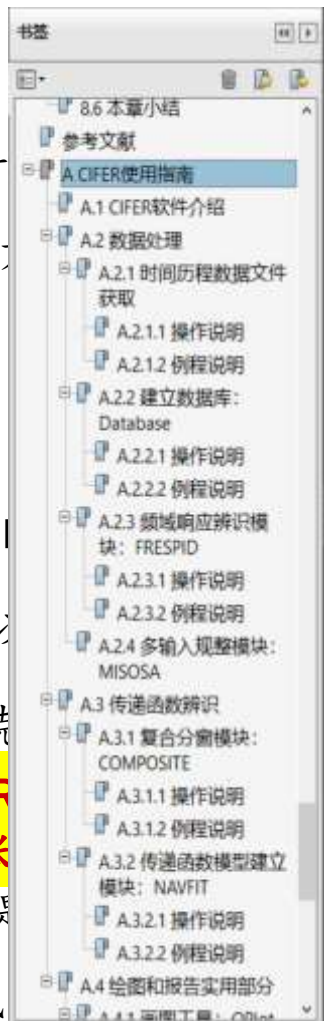 书签
8.6 本章小结
参考文献
A CIFER使用指南
A.1 CIFER软件介绍
A.2 数据处理
A.2.1 时间历程数据文件
获取
A.2.1.1 操作说明
A.2.1.2 例程说明
A.2.2 建立数据库：
Database
A.2.2.1 操作说明
A.2.2.2 例程说明
A.2.3 频域响应辨识模
块：FRESPID
A.2.3.1 操作说明
A.2.3.2 例程说明
A.2.4 多输入规整模块：
MISOSA
A.3 传递函数辨识
A.3.1 复合分窗模块：
COMPOSITE
A.3.1.1 操作说明
A.3.1.2 例程说明
A.3.2 传递函数模型建立
模块：NAVFIT
A.3.2.1 操作说明
A.3.2.2 例程说明
A.4 绘图和报告实用部分
A.4.1 画图工具：QPlot